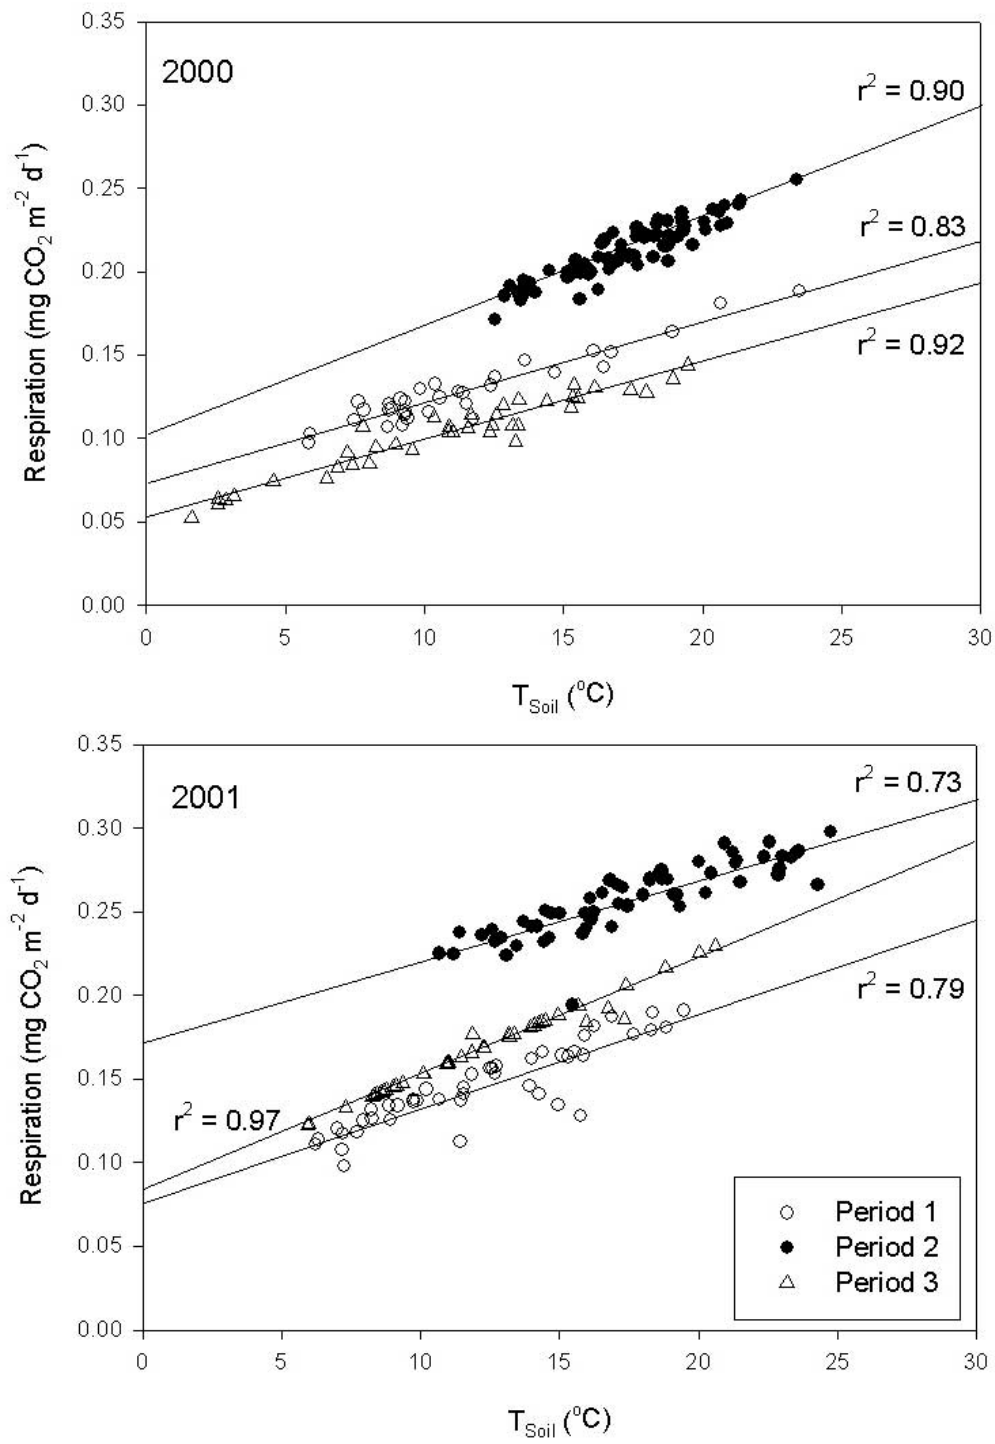 0.35
2000
r² = 0.90
0.30
0.25
r² = 0.83
0.20
0.15
r² = 0.92
0.10
0.05
0.00
0 5 10 15 20 25 30
Respiration (mg CO₂ m⁻² d⁻¹)
T_Soil (°C)
0.35
2001
r² = 0.73
0.30
0.25
0.20
r² = 0.79
0.15
r² = 0.97
0.10
0.05
0.00
0 5 10 15 20 25 30
Respiration (mg CO₂ m⁻² d⁻¹)
Period 1
Period 2
Period 3
T_Soil (°C)